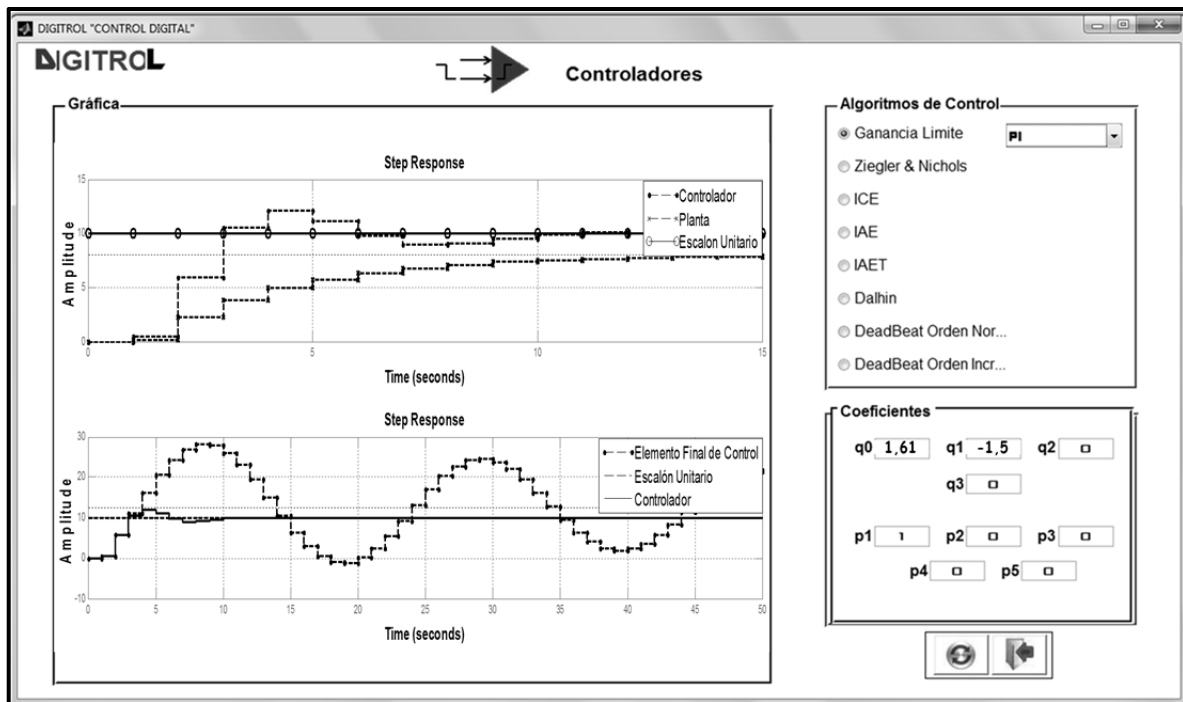 DIGITROL "CONTROL DIGITAL"
DIGITROL
Controladores
Gráfica
Step Response
15
10
5
0
Amplitude
Controlador
Planta
Escalon Unitario
0 5 10 15
Time (seconds)
Step Response
30
20
10
0
-10
Amplitude
Elemento Final de Control
Escalón Unitario
Controlador
0 5 10 15 20 25 30 35 40 45 50
Time (seconds)
Algoritmos de Control
Ganancia Limite PI
Ziegler & Nichols
ICE
IAE
IAET
Dalhin
DeadBeat Orden Nor...
DeadBeat Orden Incr...
Coeficientes
q0 1,61 q1 -1,5 q2 0
q3 0
p1 1 p2 0 p3 0
p4 0 p5 0